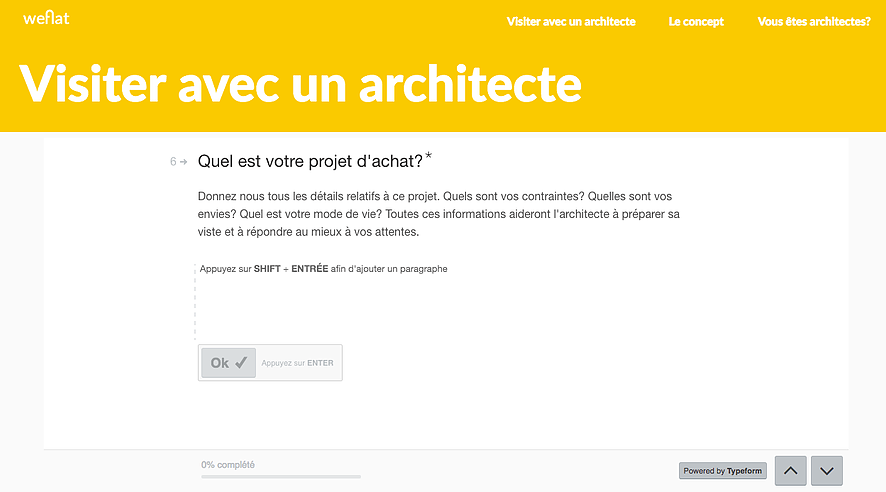 weflat
Visiter avec un architecte
Le concept
Vous êtes architectes?
Visiter avec un architecte
6 → Quel est votre projet d'achat? *
Donnez nous tous les détails relatifs à ce projet. Quels sont vos contraintes? Quelles sont vos
envies? Quel est votre mode de vie? Toutes ces informations aideront l'architecte à préparer sa
viste et à répondre au mieux à vos attentes.
Appuyez sur SHIFT + ENTRÉE afin d'ajouter un paragraphe
Ok ✓ Appuyez sur ENTER
0% complété
Powered by Typeform